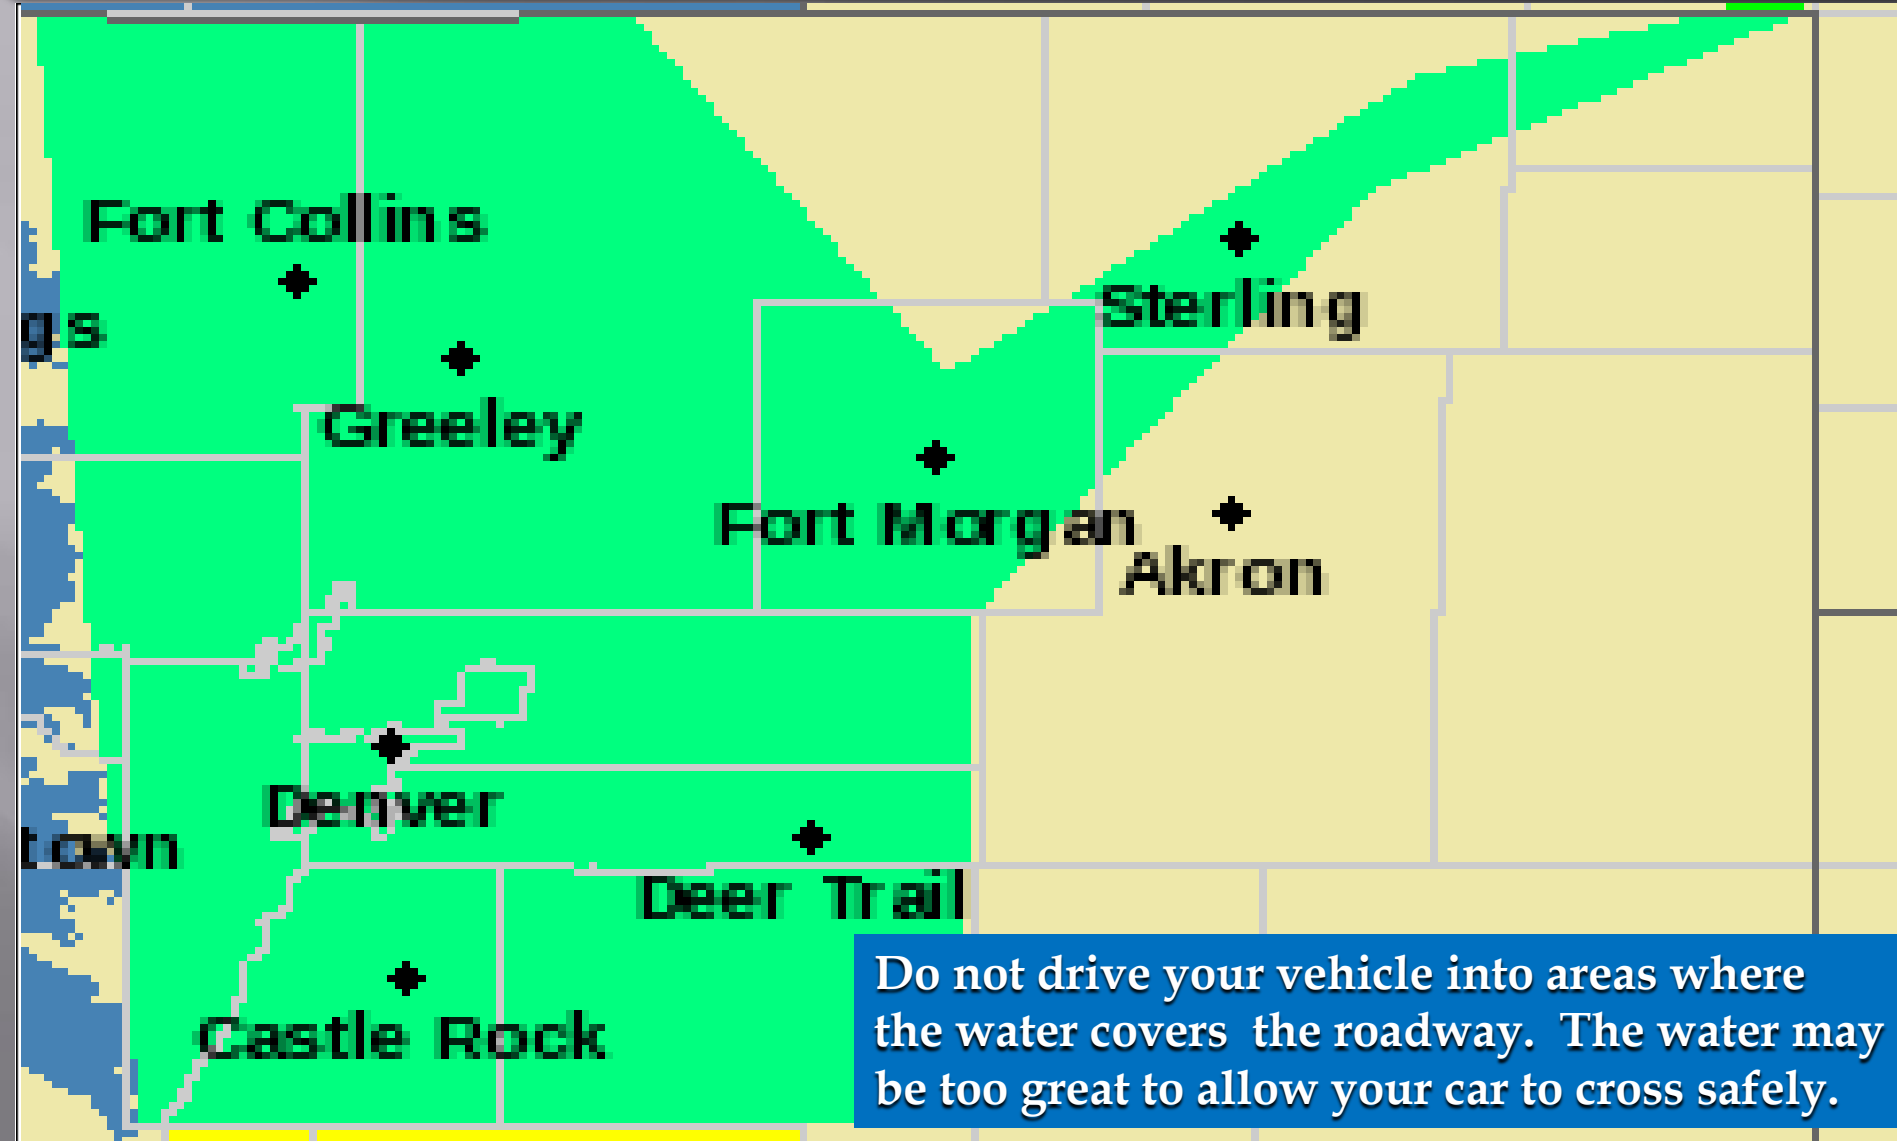 Fort Collins
Sterling
gs
Greeley
Fort Morgan
Akron
Denver
town
Deer Trail
Castle Rock
Do not drive your vehicle into areas where
the water covers the roadway. The water may
be too great to allow your car to cross safely.